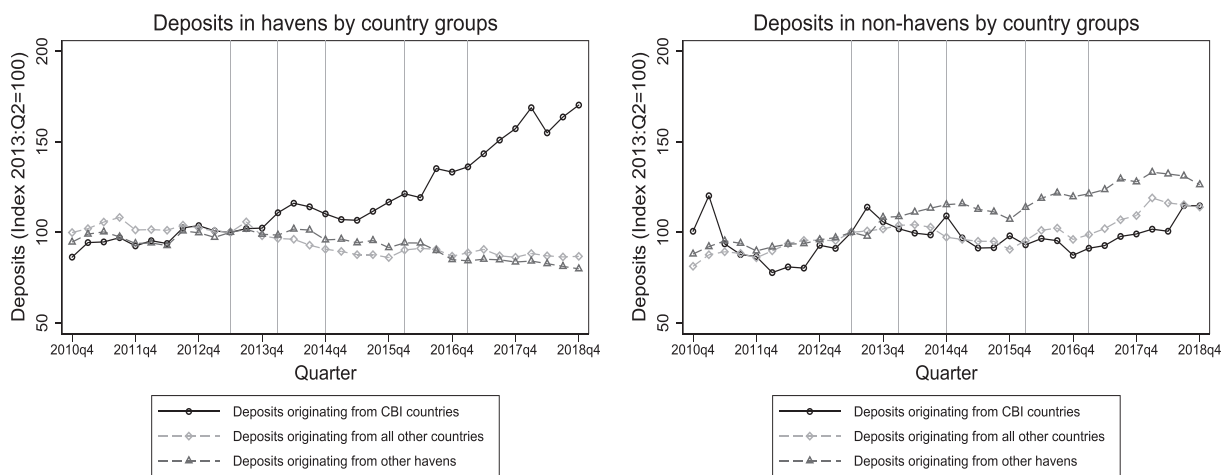 Deposits in havens by country groups
Deposits (Index 2013:Q2=100)
200
150
100
50
2010q4 2011q4 2012q4 2013q4 2014q4 2015q4 2016q4 2017q4 2018q4
Quarter
Deposits originating from CBI countries
Deposits originating from all other countries
Deposits originating from other havens
Deposits in non-havens by country groups
Deposits (Index 2013:Q2=100)
200
150
100
50
2010q4 2011q4 2012q4 2013q4 2014q4 2015q4 2016q4 2017q4 2018q4
Quarter
Deposits originating from CBI countries
Deposits originating from all other countries
Deposits originating from other havens